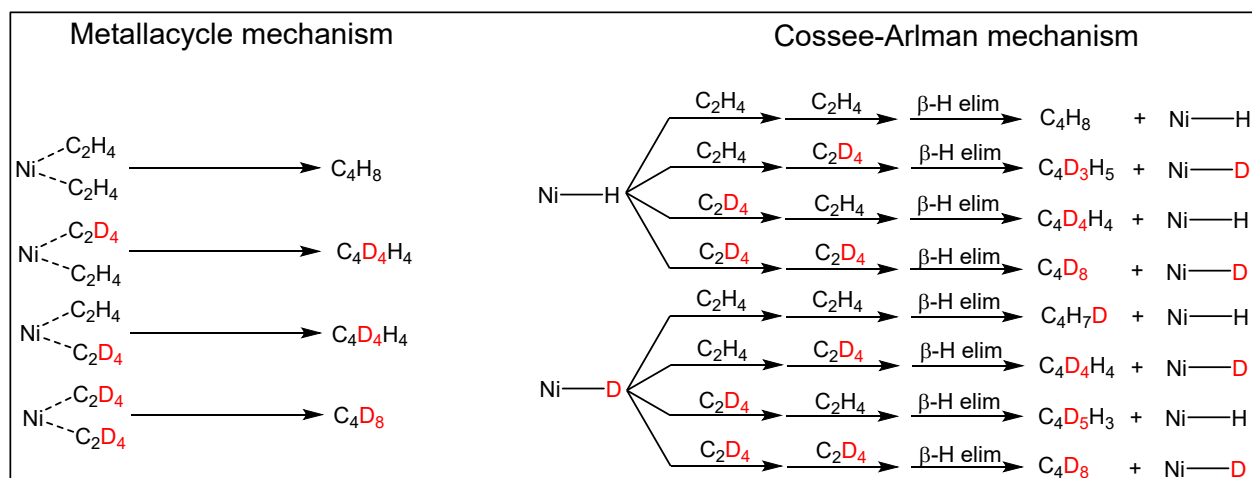 Metallacycle mechanism
Ni C₂H₄ C₂H₄ C₄H₈
Ni C₂D₄ C₂H₄ C₄D₄H₄
Ni C₂H₄ C₂D₄ C₄D₄H₄
Ni C₂D₄ C₂D₄ C₄D₈
Cossee-Arlman mechanism
Ni H
C₂H₄ C₂H₄ β-H elim C₄H₈ + Ni H
C₂H₄ C₂D₄ β-H elim C₄D₃H₅ + Ni D
C₂D₄ C₂H₄ β-H elim C₄D₄H₄ + Ni H
C₂D₄ C₂D₄ β-H elim C₄D₈ + Ni D
Ni D
C₂H₄ C₂H₄ β-H elim C₄H₇D + Ni H
C₂H₄ C₂D₄ β-H elim C₄D₄H₄ + Ni D
C₂D₄ C₂H₄ β-H elim C₄D₅H₃ + Ni H
C₂D₄ C₂D₄ β-H elim C₄D₈ + Ni D